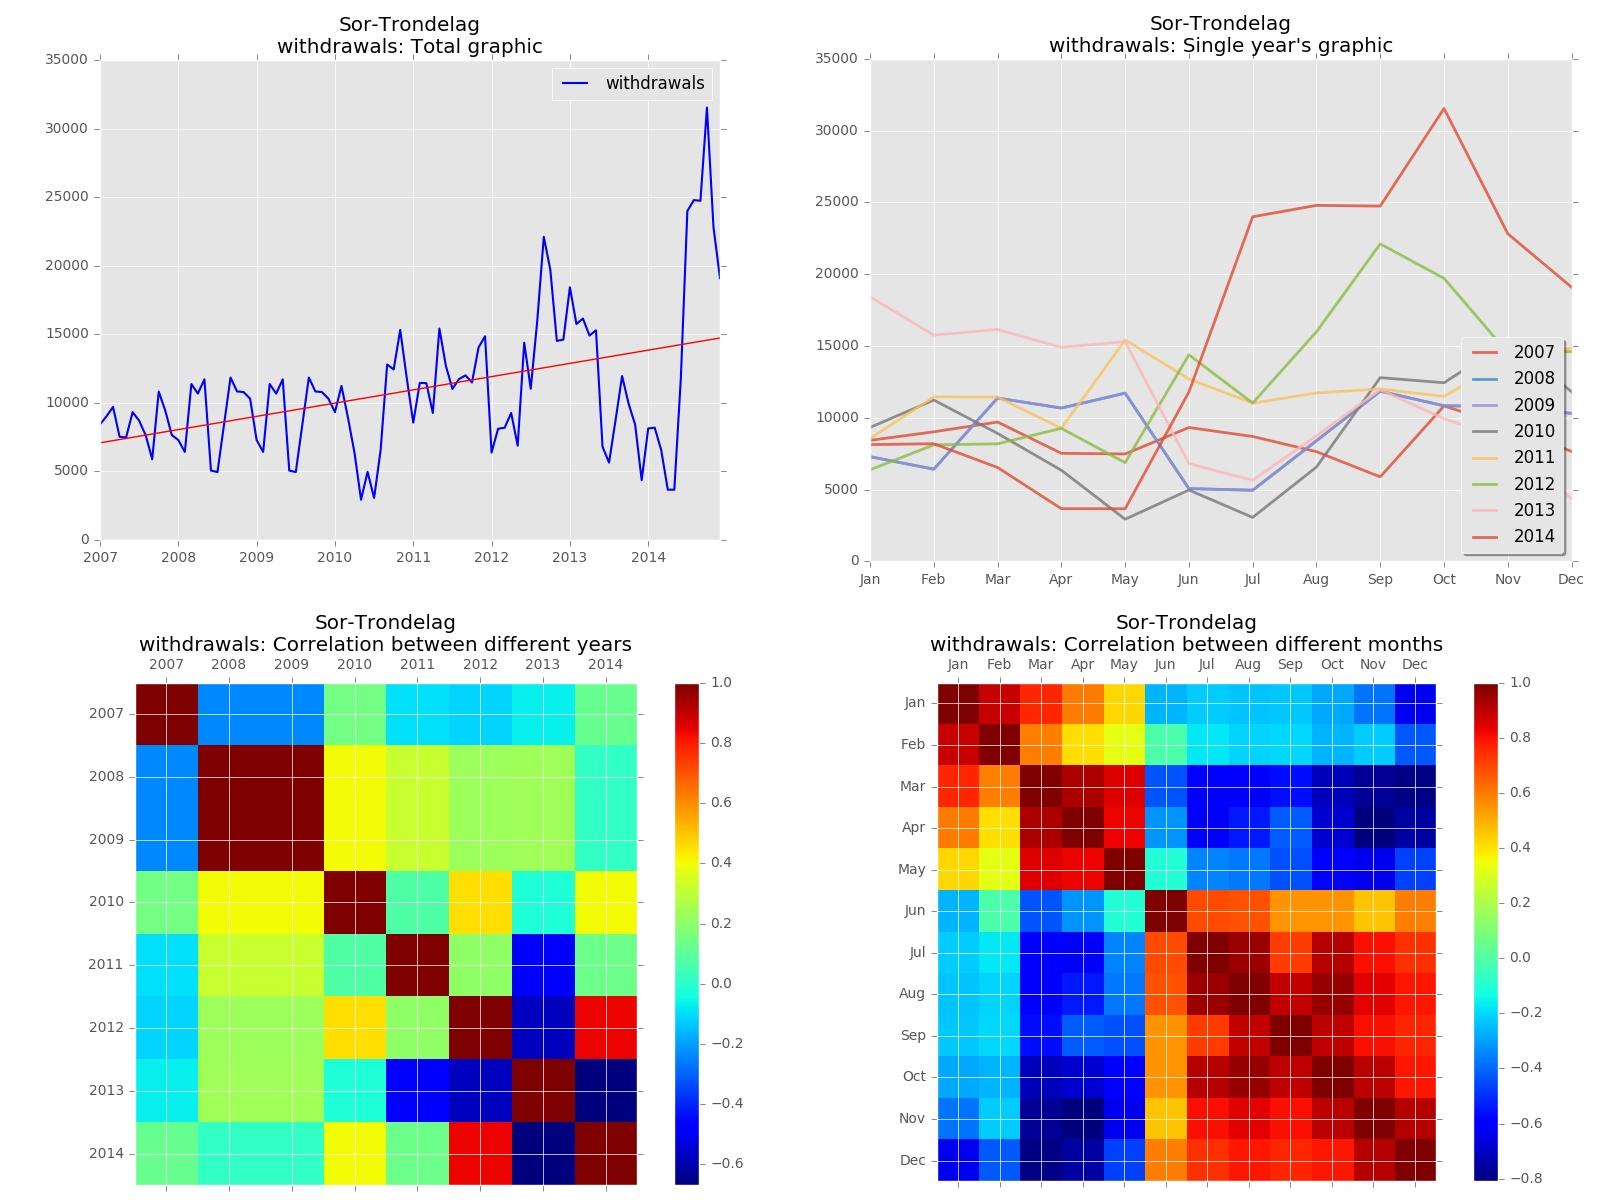 Sor-Trondelag
withdrawals: Total graphic
35000
30000
25000
20000
15000
10000
5000
0
2007 2008 2009 2010 2011 2012 2013 2014
withdrawals
Sor-Trondelag
withdrawals: Single year's graphic
35000
30000
25000
20000
15000
10000
5000
0
Jan Feb Mar Apr May Jun Jul Aug Sep Oct Nov Dec
2007
2008
2009
2010
2011
2012
2013
2014
Sor-Trondelag
withdrawals: Correlation between different years
2007 2008 2009 2010 2011 2012 2013 2014
2007
2008
2009
2010
2011
2012
2013
2014
1.0
0.8
0.6
0.4
0.2
0.0
−0.2
−0.4
−0.6
Sor-Trondelag
withdrawals: Correlation between different months
Jan Feb Mar Apr May Jun Jul Aug Sep Oct Nov Dec
Jan
Feb
Mar
Apr
May
Jun
Jul
Aug
Sep
Oct
Nov
Dec
1.0
0.8
0.6
0.4
0.2
0.0
−0.2
−0.4
−0.6
−0.8